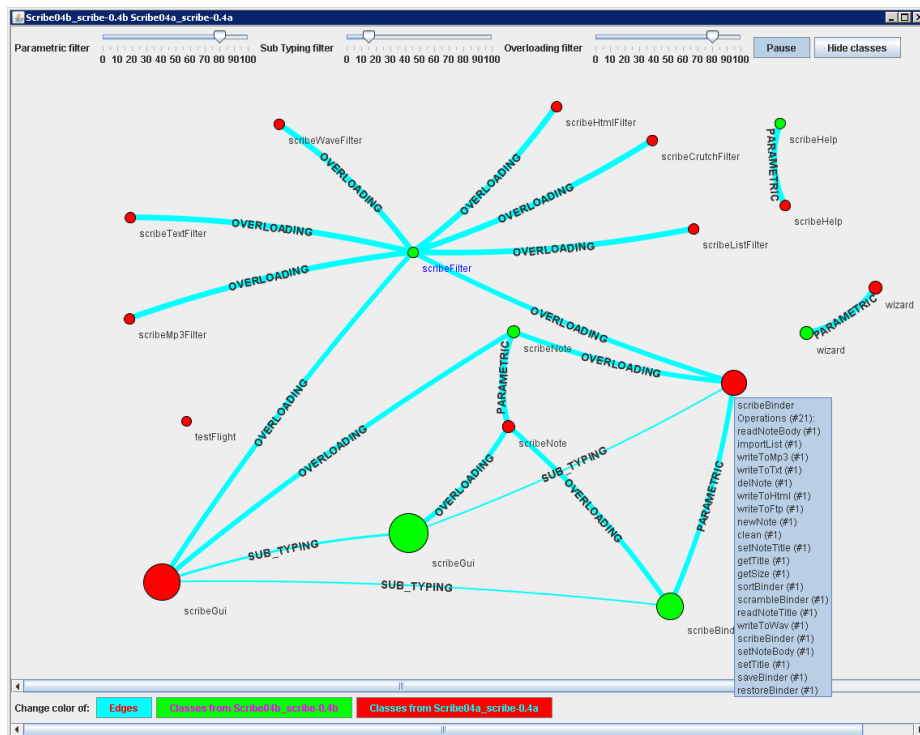 Scribe04b_scribe-0.4b Scribe04a_scribe-0.4a
Parametric filter
0 10 20 30 40 50 60 70 80 90100
Sub Typing filter
0 10 20 30 40 50 60 70 80 90100
Overloading filter
0 10 20 30 40 50 60 70 80 90100
Pause
Hide classes
scribeHtmlFilter
scribeWaveFilter
scribeHelp
scribeCrutchFilter
PARAMETRIC
OVERLOADING
OVERLOADING
OVERLOADING
scribeHelp
OVERLOADING
scribeTextFilter
OVERLOADING
scribeListFilter
scribeFilter
OVERLOADING
wizard
scribeMp3Filter
OVERLOADING
PARAMETRIC
scribeNote
wizard
OVERLOADING
PARAMETRIC
OVERLOADING
OVERLOADING
testFlight
scribeNote
SUB_TYPING
OVERLOADING
OVERLOADING
PARAMETRIC
SUB_TYPING
scribeGui
SUB_TYPING
scribeGui
scribeBind
scribeBinder
Operations (#21):
readNoteBody (#1)
importList (#1)
writeToMp3 (#1)
writeToTxt (#1)
delNote (#1)
writeToHtml (#1)
writeToFtp (#1)
newNote (#1)
clean (#1)
setNoteTitle (#1)
getTitle (#1)
getSize (#1)
sortBinder (#1)
scrambleBinder (#1)
readNoteTitle (#1)
writeToWav (#1)
scribeBinder (#1)
setNoteBody (#1)
setTitle (#1)
saveBinder (#1)
restoreBinder (#1)
Change color of:
Edges
Classes from Scribe04b_scribe-0.4b
Classes from Scribe04a_scribe-0.4a